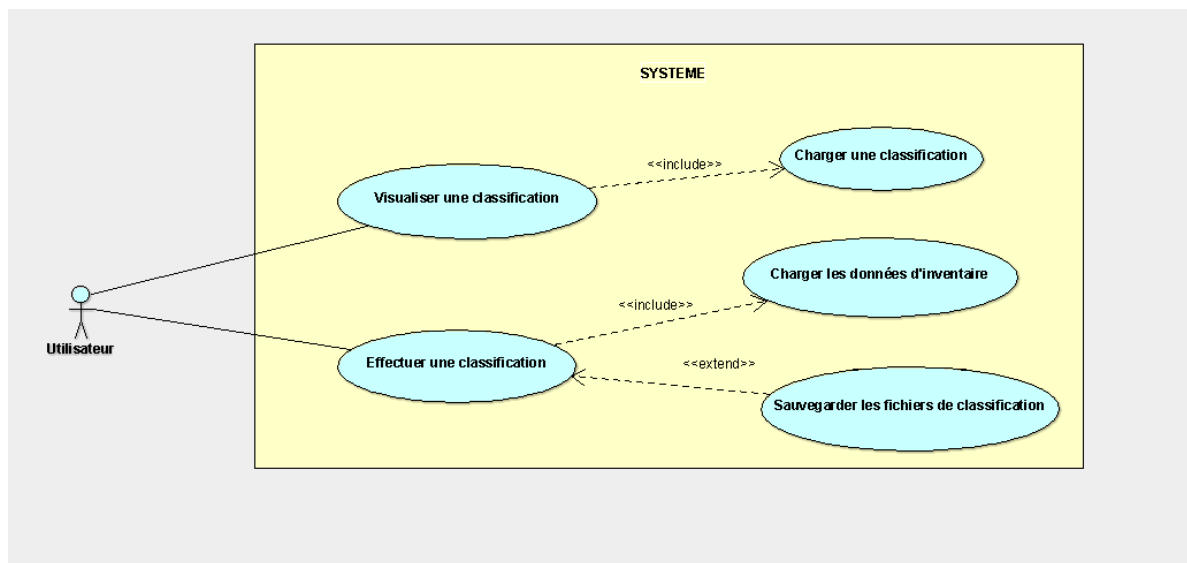 SYSTEME
Charger une classification
<<include>>
Visualiser une classification
Charger les données d'inventaire
<<include>>
Utilisateur
Effectuer une classification
<<extend>>
Sauvegarder les fichiers de classification